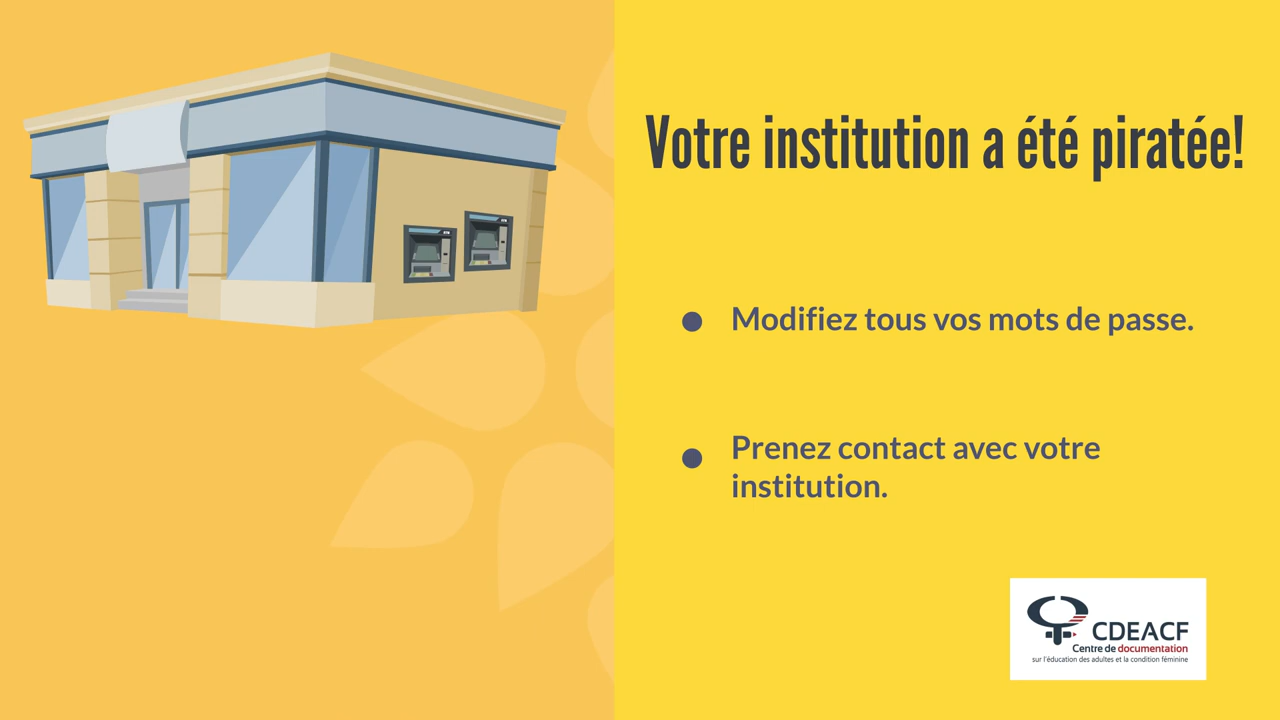 Votre institution a été piratée!
Modifiez tous vos mots de passe.
Prenez contact avec votre
institution.
CDEACF
Centre de documentation
sur l'éducation des adultes et la condition féminine